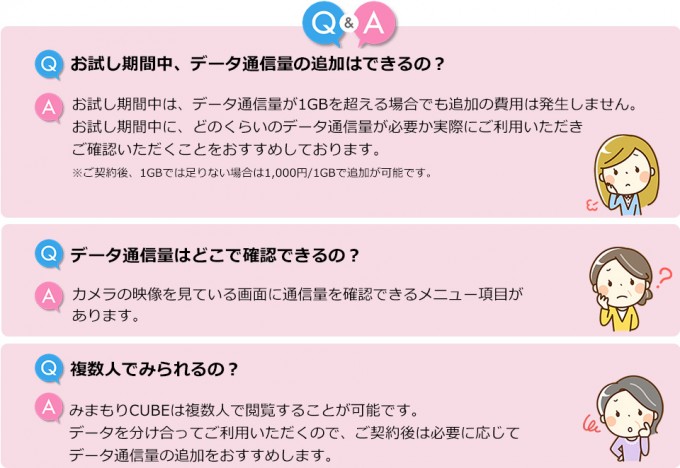 Q&A
Q お試し期間中、データ通信量の追加はできるの？
A お試し期間中は、データ通信量が1GBを超える場合でも追加の費用は発生しません。
お試し期間中に、どのくらいのデータ通信量が必要か実際にご利用いただき
ご確認いただくことをおすすめしております。
※ご契約後、1GBでは足りない場合は1,000円/1GBで追加が可能です。
Q データ通信量はどこで確認できるの？
A カメラの映像を見ている画面に通信量を確認できるメニュー項目が
あります。
Q 複数人でみられるの？
A みまもりCUBEは複数人で閲覧することが可能です。
データを分け合ってご利用いただくので、ご契約後は必要に応じて
データ通信量の追加をおすすめします。